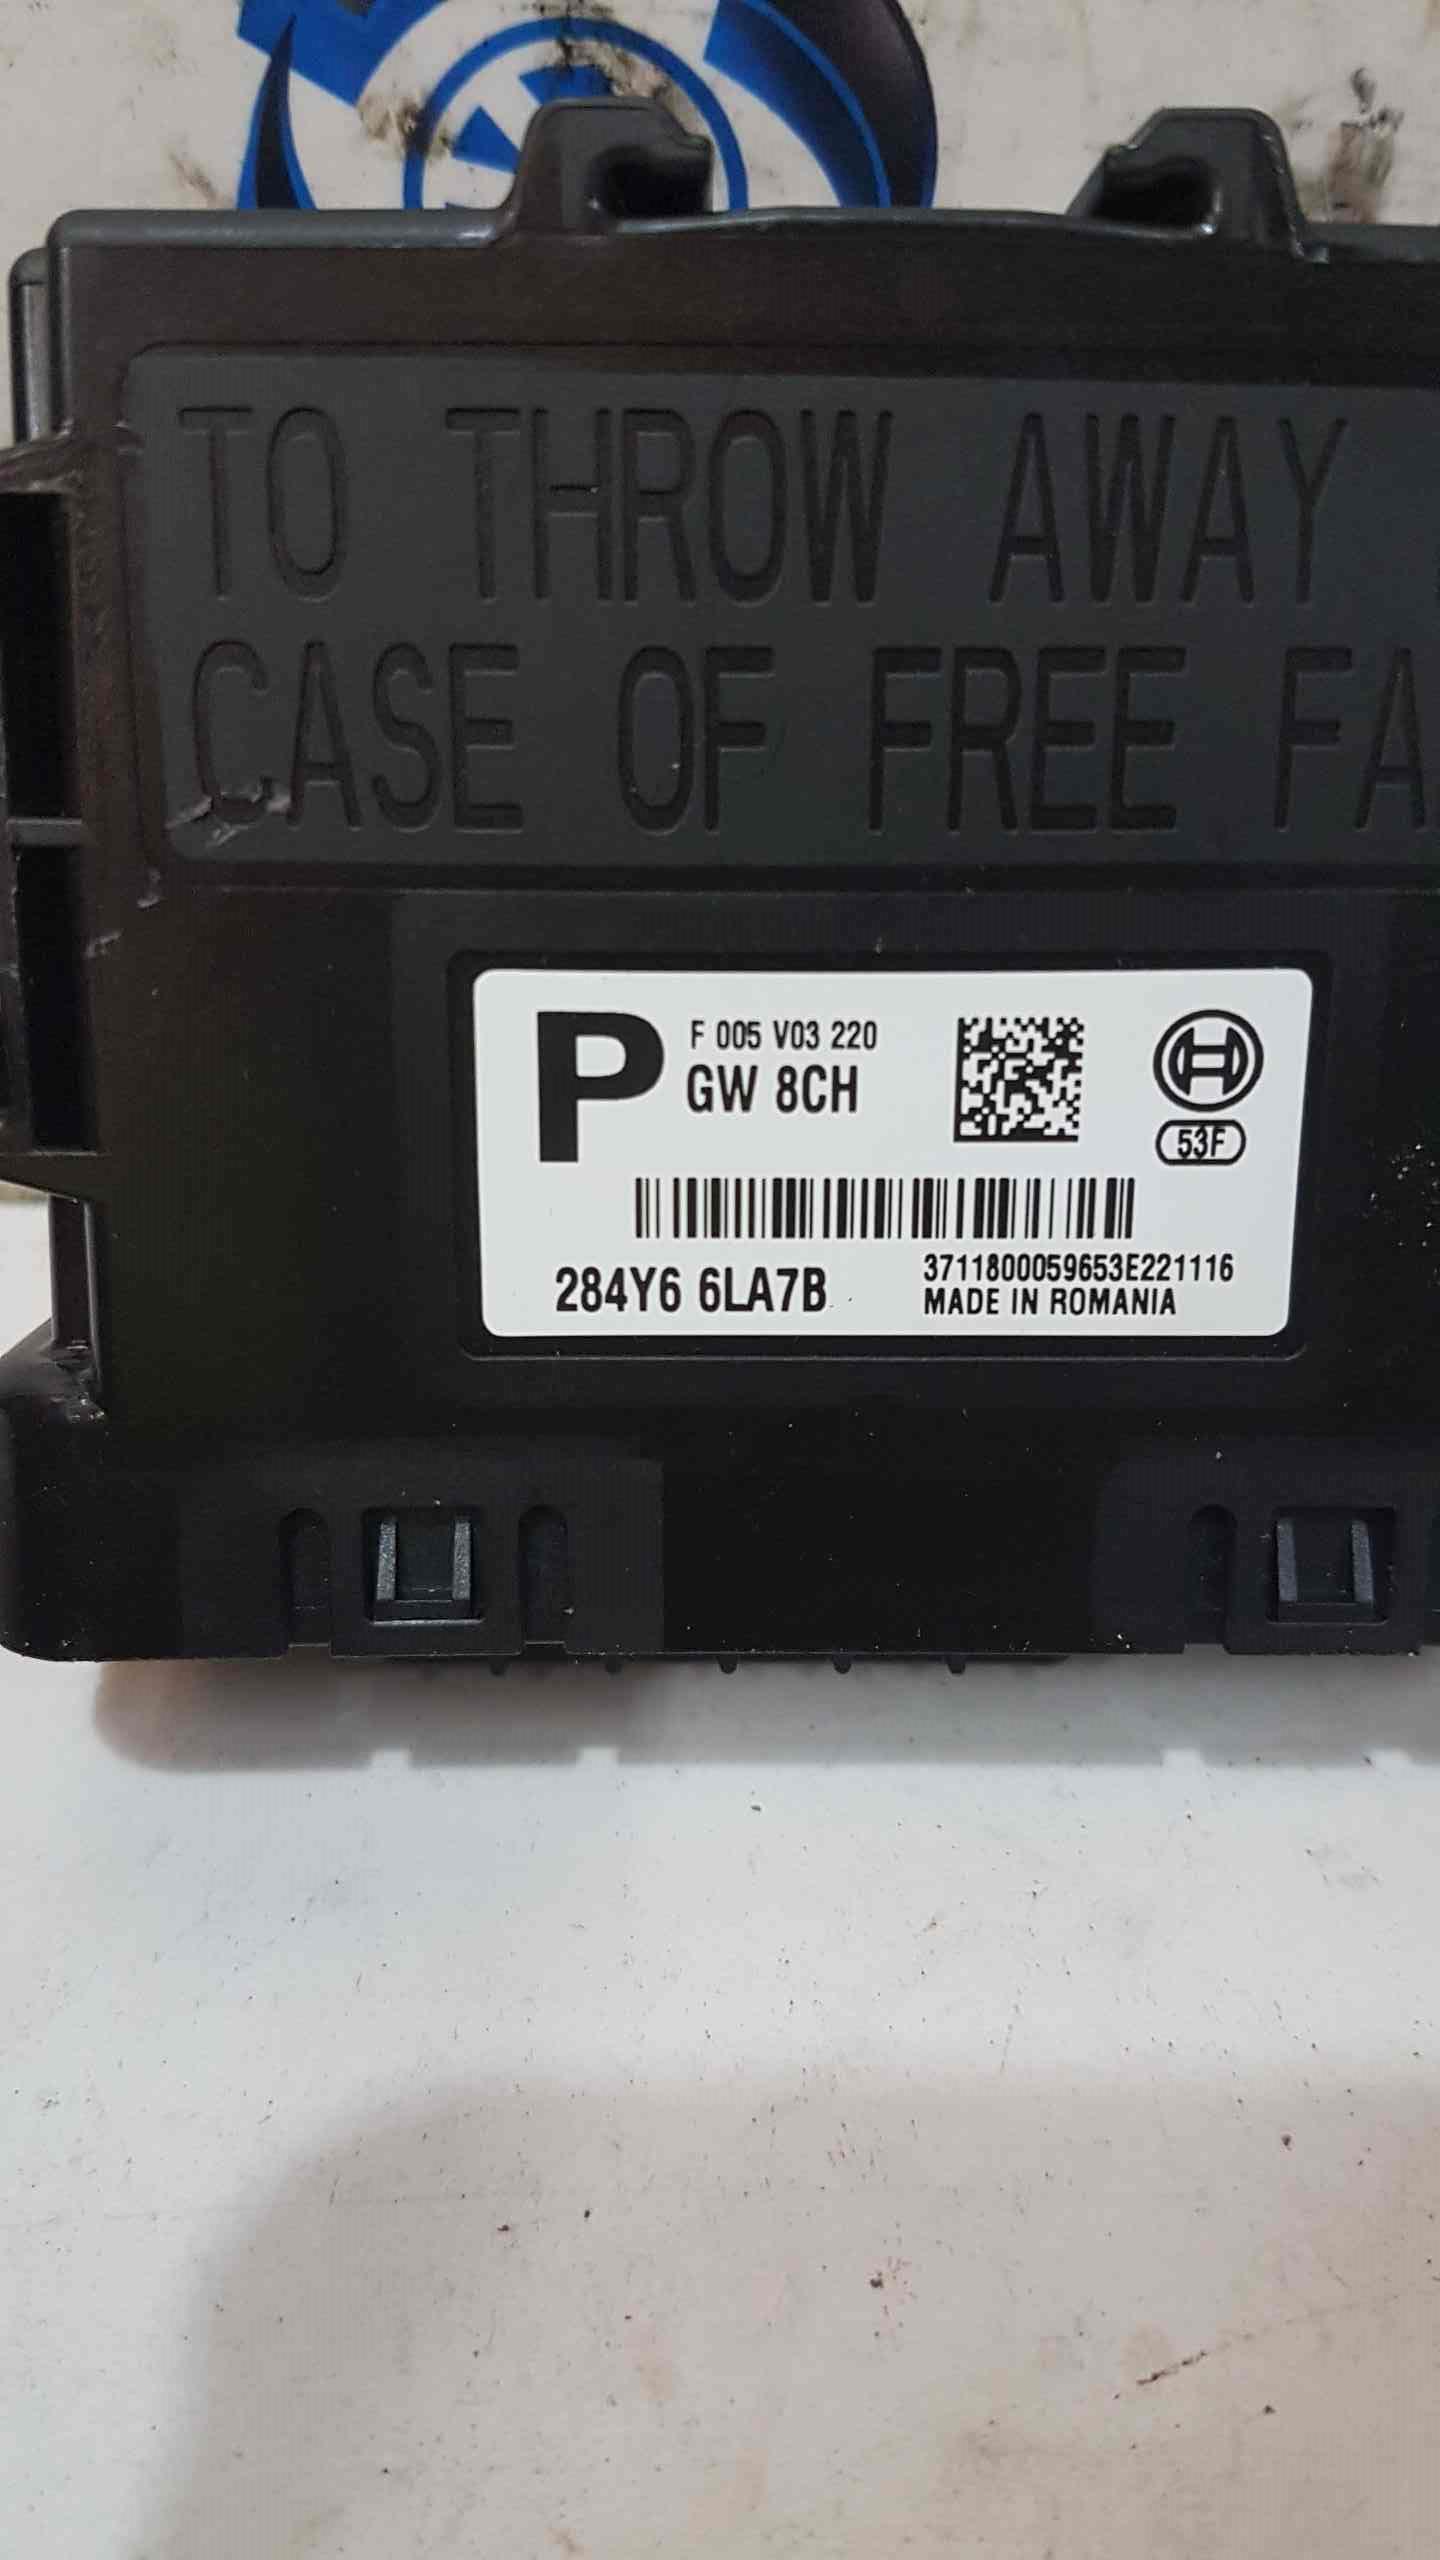 TO THROW AWAY
CASE OF FREE FA
P
F 005 V03 220
GW 8CH
53F
284Y6 6LA7B
3711800059653E221116
MADE IN ROMANIA